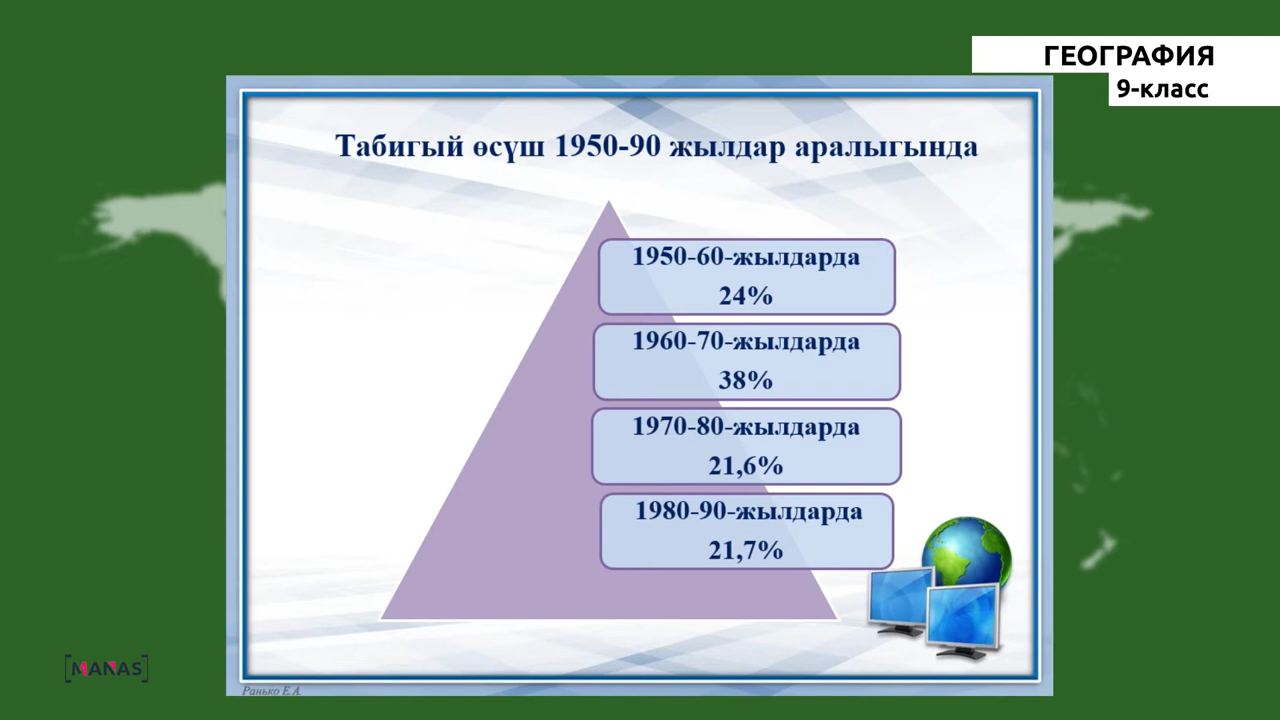 ГЕОГРАФИЯ
9-класс
Табигый өсүш 1950-90 жылдар аралыгында
1950-60-жылдарда
24%
1960-70-жылдарда
38%
1970-80-жылдарда
21,6%
1980-90-жылдарда
21,7%
[MANAS]
Ранько Е.А.